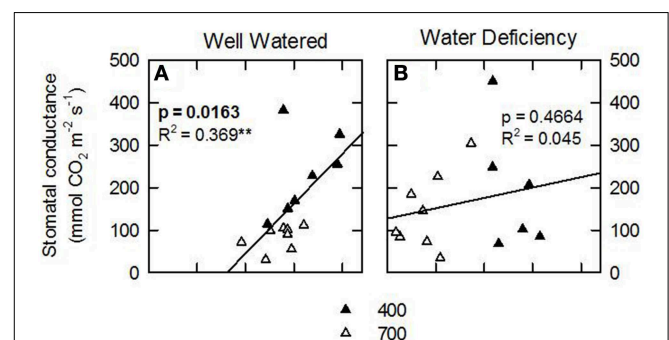 Well Watered
Water Deficiency
Stomatal conductance
(mmol CO₂ m⁻² s⁻¹)
500
400
300
200
100
0
A
p = 0.0163
R² = 0.369**
B
p = 0.4664
R² = 0.045
500
400
300
200
100
0
400
700